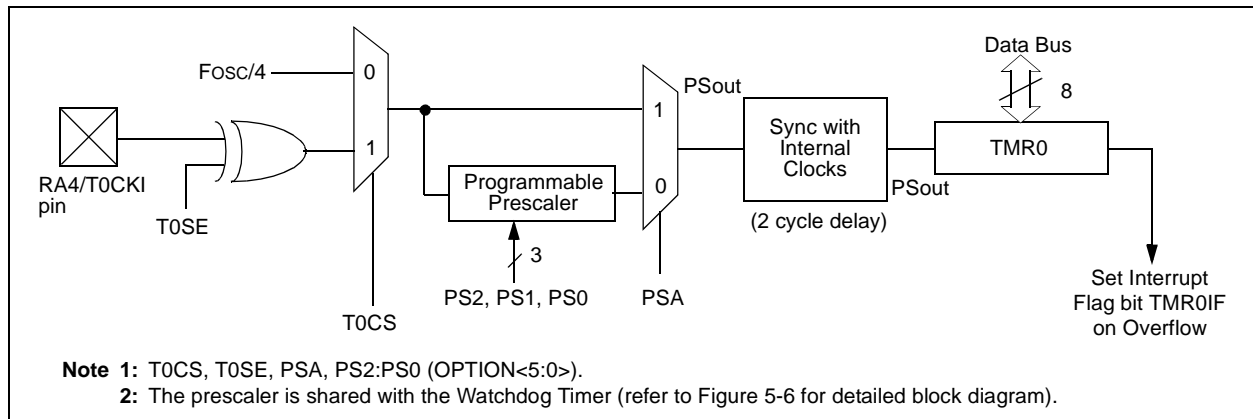 Data Bus
FOSC/4
0
PSout
8
1
Sync with
Internal
Clocks
TMR0
1
RA4/T0CKI
pin
Programmable
Prescaler
0
PSout
T0SE
(2 cycle delay)
3
PS2, PS1, PS0
PSA
Set Interrupt
Flag bit TMR0IF
on Overflow
T0CS
Note 1: T0CS, T0SE, PSA, PS2:PS0 (OPTION<5:0>).
2: The prescaler is shared with the Watchdog Timer (refer to Figure 5-6 for detailed block diagram).